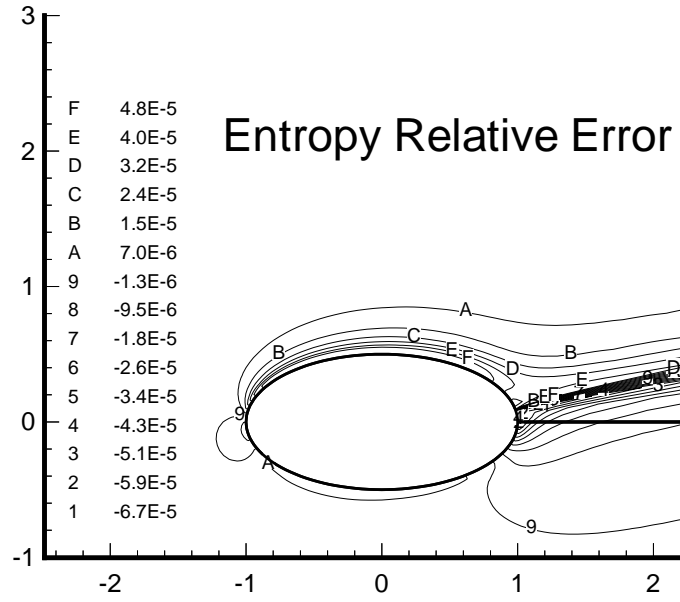 3
F 4.8E-5
Entropy Relative Error
E 4.0E-5
2
D 3.2E-5
C 2.4E-5
B 1.5E-5
A 7.0E-6
1
9 -1.3E-6
8 -9.5E-6
A
7 -1.8E-5
C
B E B
F D D
6 -2.6E-5
E 9
5 -3.4E-5
B E F 4 3
9
0
4 -4.3E-5
A
3 -5.1E-5
2 -5.9E-5
1 -6.7E-5
9
-1
-2 -1 0 1 2